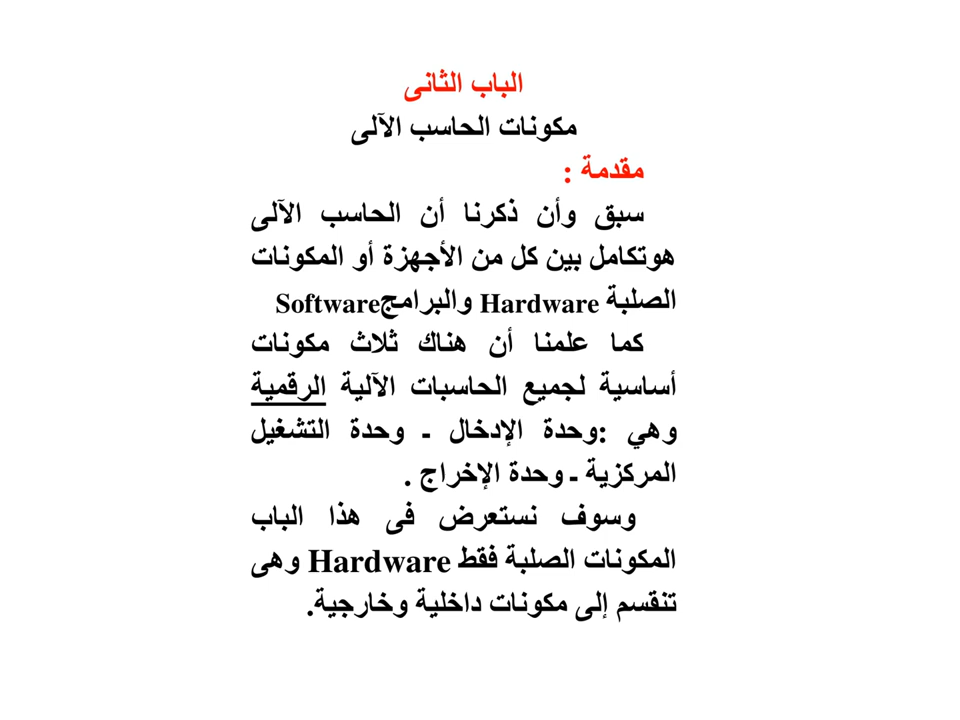 الباب الثانى
مكونات الحاسب الآلى
مقدمة :
سبق وأن ذكرنا أن الحاسب الآلى
هوتكامل بين كل من الأجهزة أو المكونات
الصلبة Hardware والبرامجSoftware
كما علمنا أن هناك ثلاث مكونات
أساسية لجميع الحاسبات الآلية الرقمية
وهي :وحدة الإدخال ـ وحدة التشغيل
المركزية ـ وحدة الإخراج .
وسوف نستعرض فى هذا الباب
المكونات الصلبة فقط Hardware وهى
تنقسم إلى مكونات داخلية وخارجية.